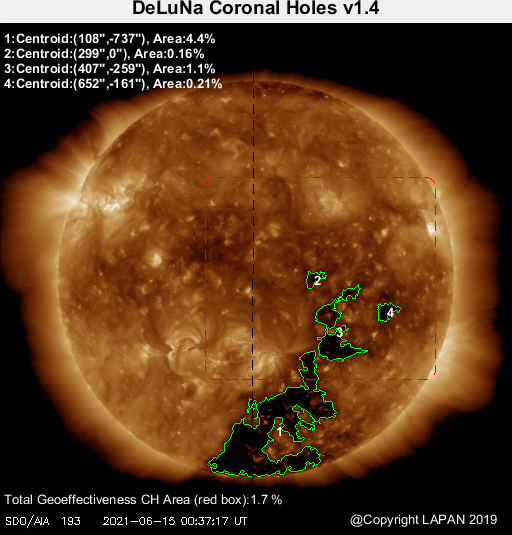 DeLuNa Coronal Holes v1.4
1:Centroid:(108",-737"), Area:4.4%
2:Centroid:(299",0"), Area:0.16%
3:Centroid:(407",-259"), Area:1.1%
4:Centroid:(652",-161"), Area:0.21%
2
4
3
1
Total Geoeffectiveness CH Area (red box):1.7 %
SDO/AIA 193 2021-06-15 00:37:17 UT
@Copyright LAPAN 2019